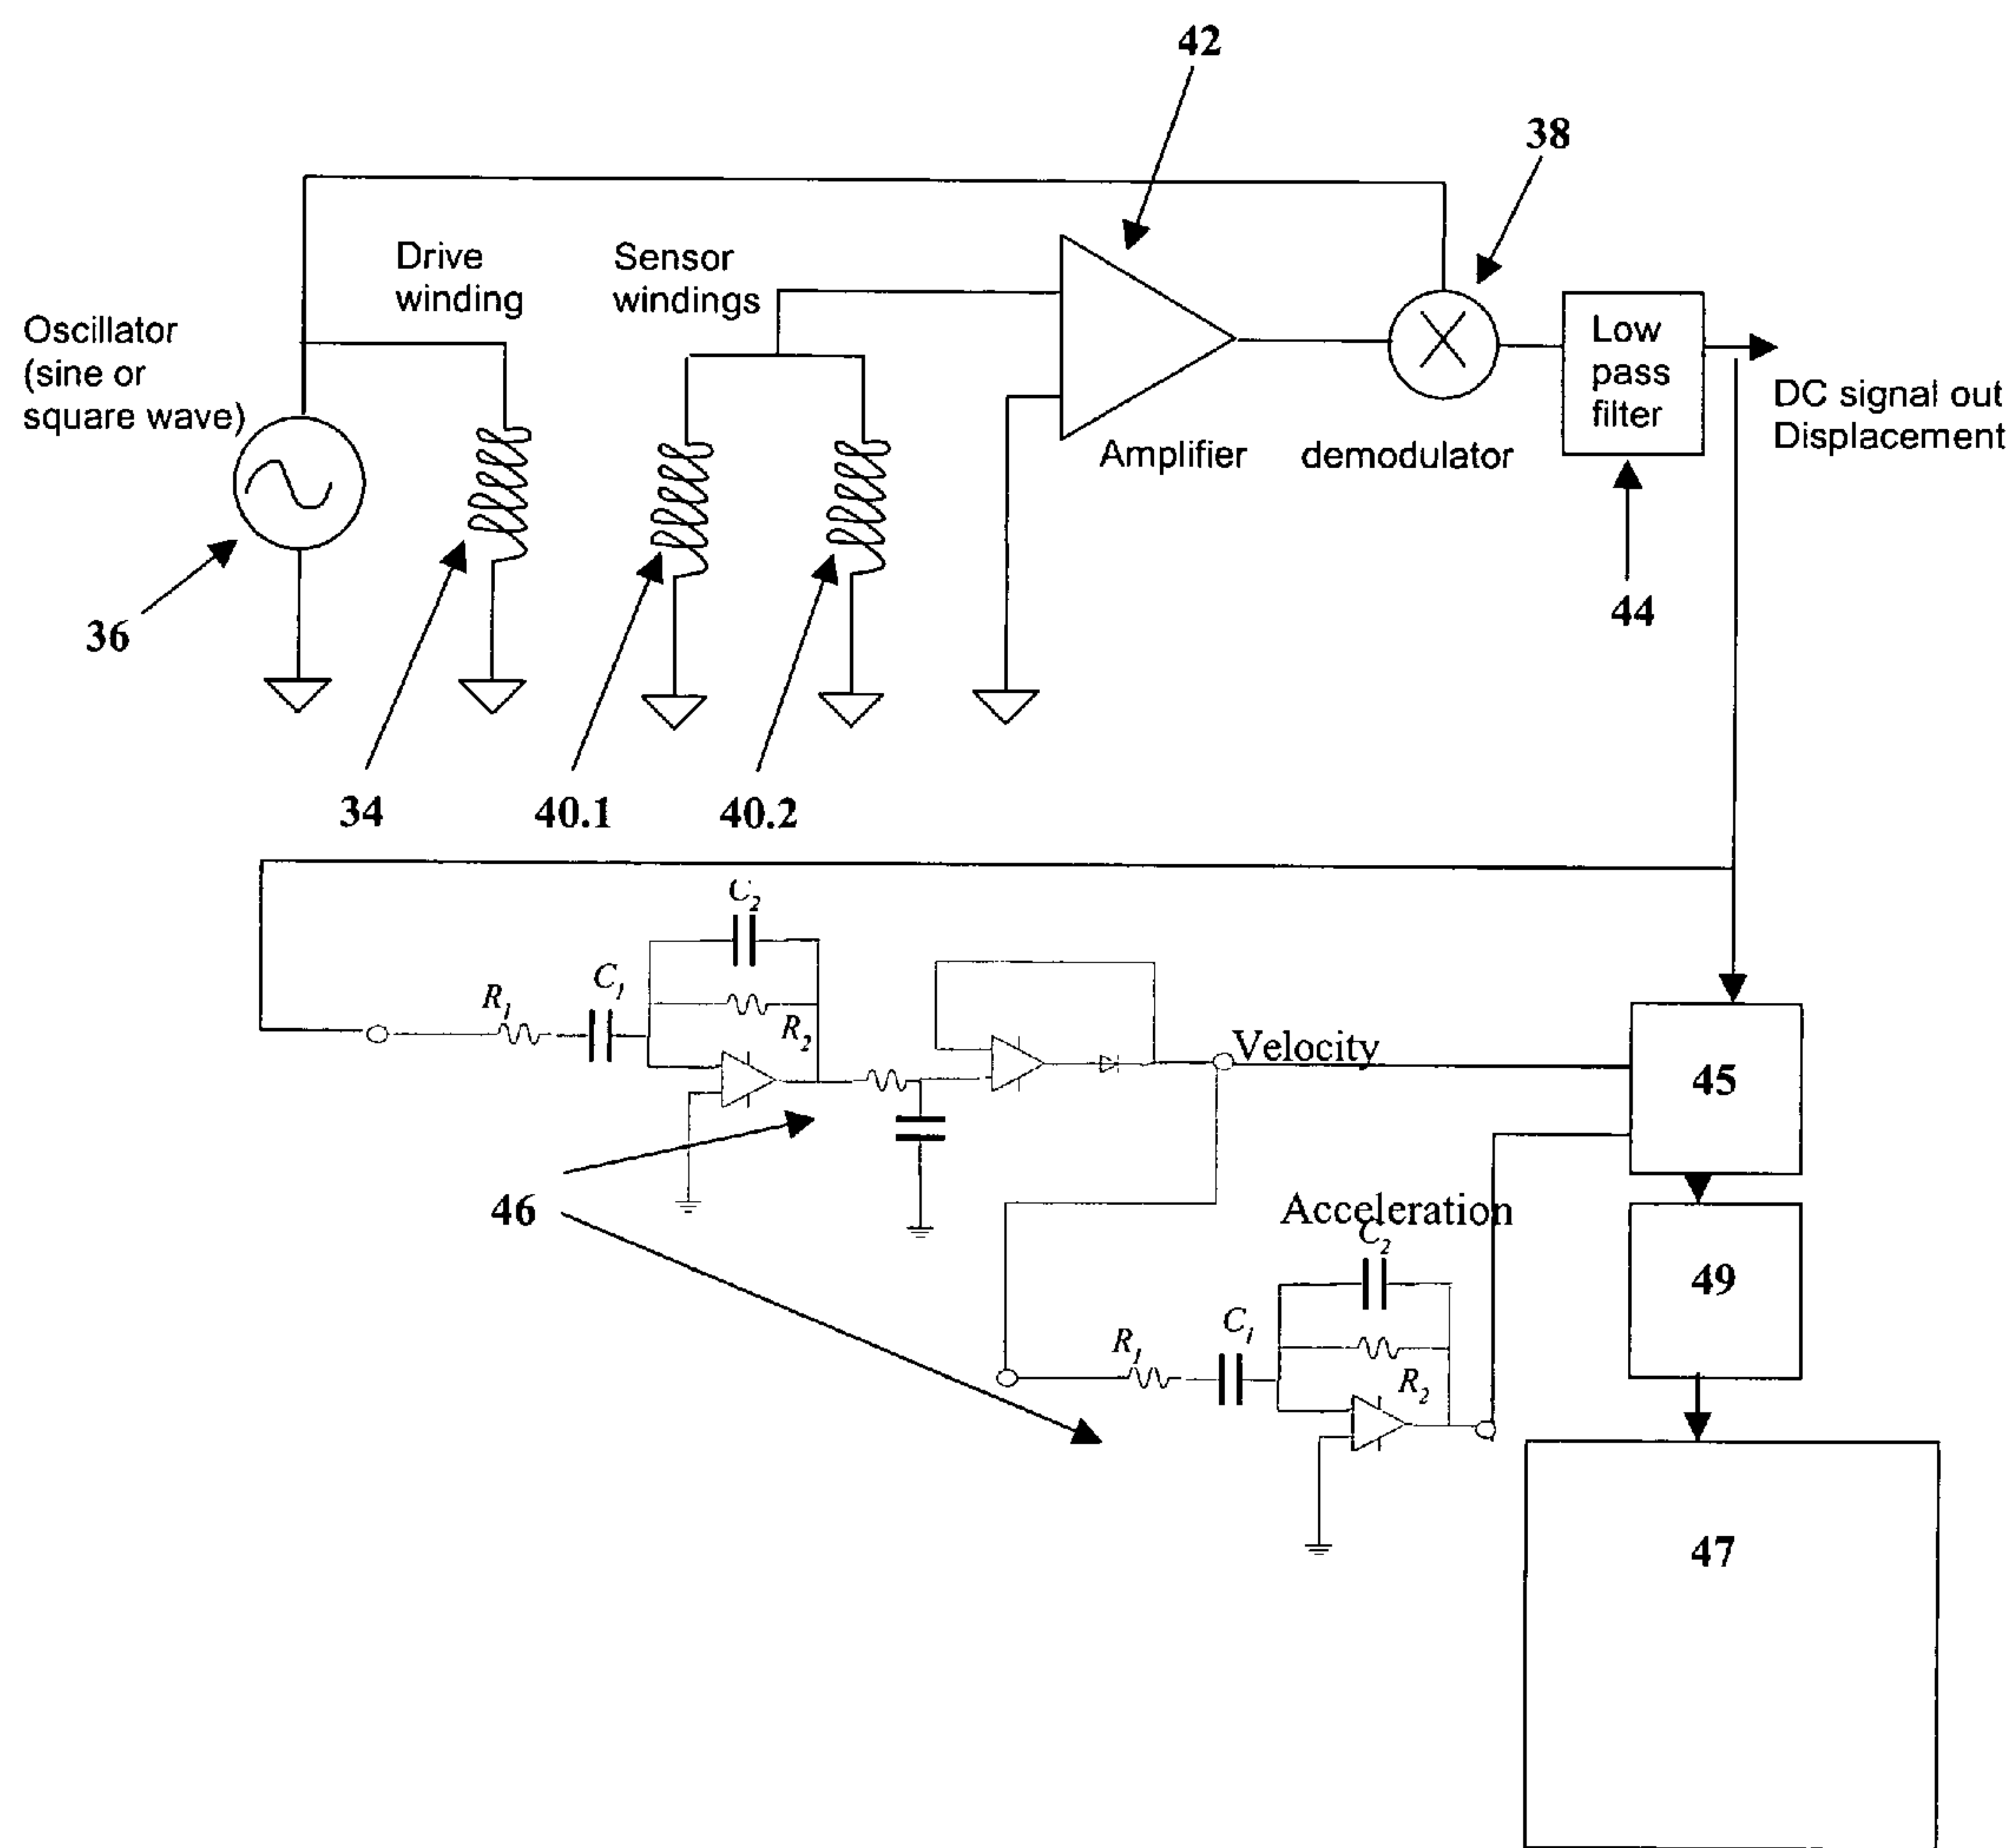 42
38
Drive
winding
Sensor
windings
Oscillator
(sine or
square wave)
Low
pass
filter
DC signal out
Displacement
Amplifier
demodulator
36
44
34
40.1
40.2
C2
C1
R1
R2
Velocity
45
46
Acceleration
C2
49
C1
R1
R2
47